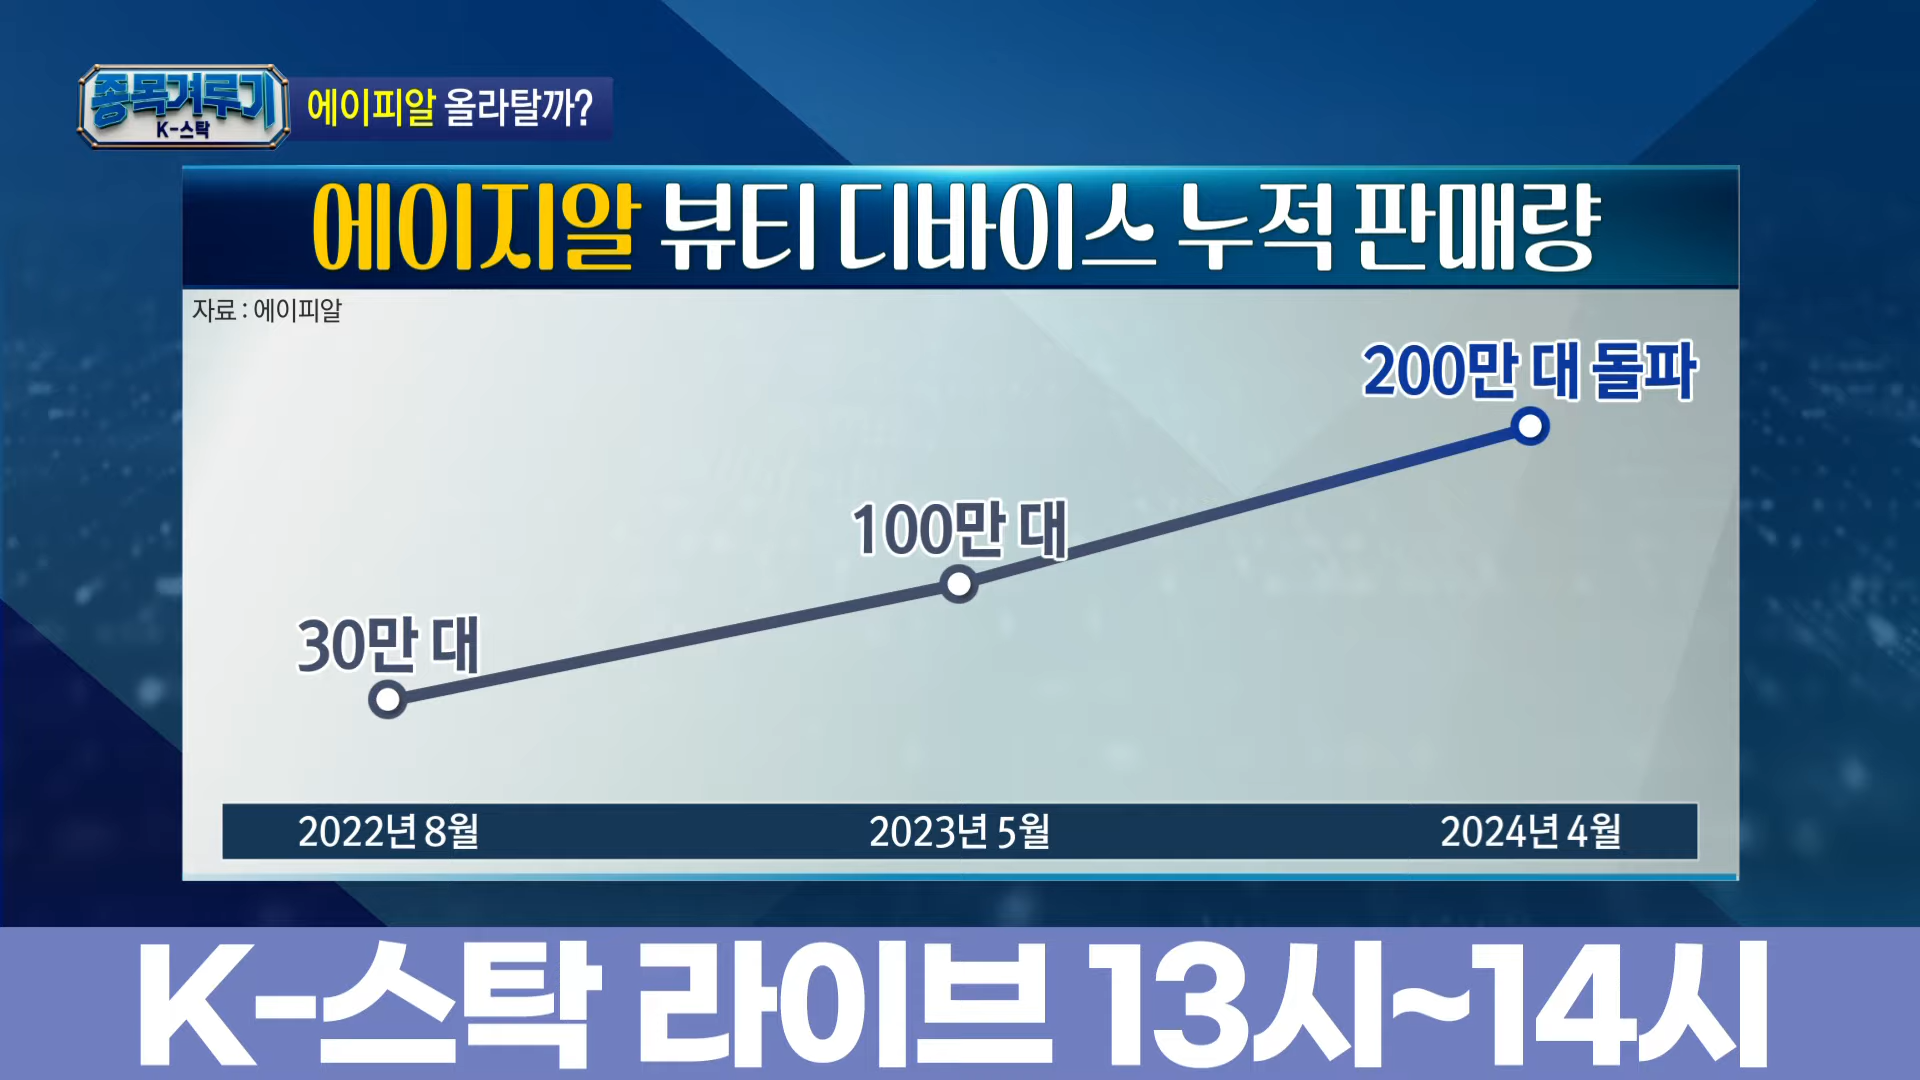 종목겨루기
K-스탁
에이피알 올라탈까?
에이지알 뷰티 디바이스 누적 판매량
자료 : 에이피알
200만 대 돌파
100만 대
30만 대
2022년 8월
2023년 5월
2024년 4월
K-스탁 라이브 13시~14시